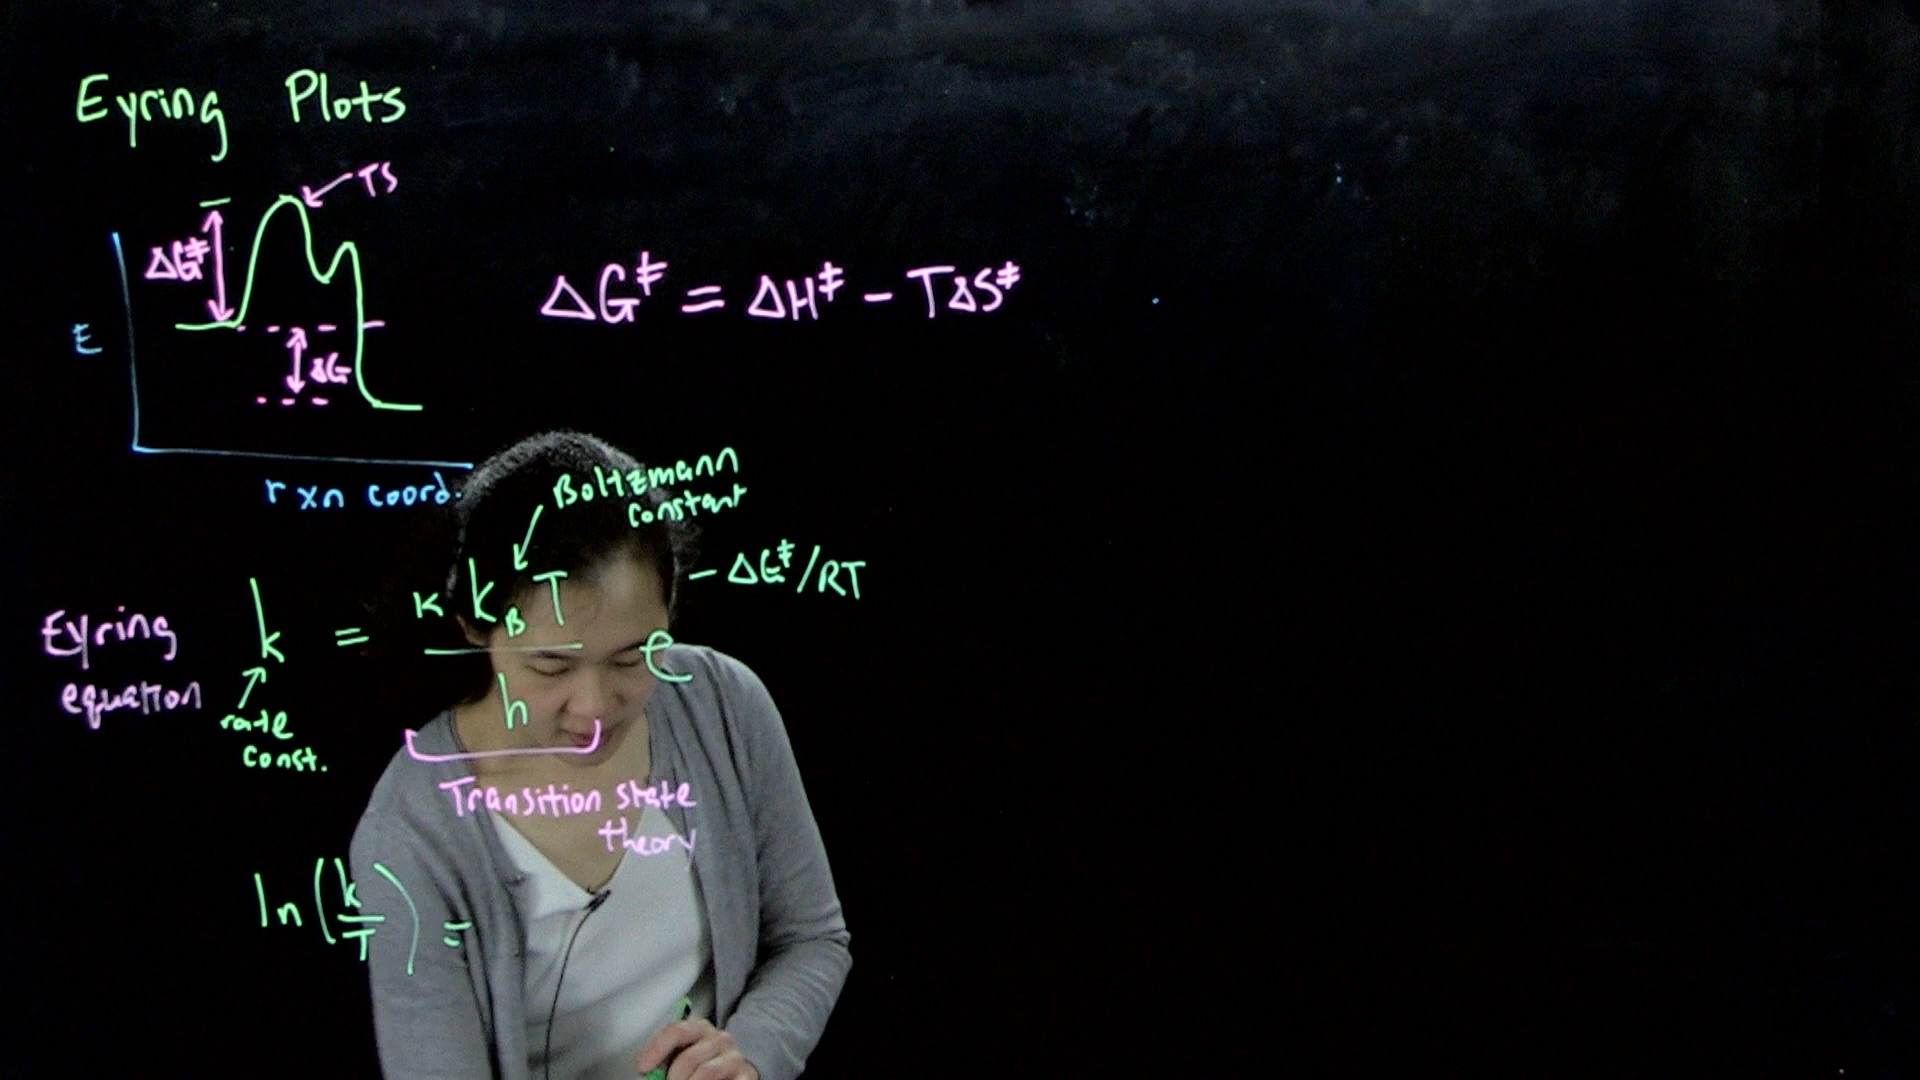 Eyring Plots
TS
ΔG‡
E
ΔG
rxn coord.
ΔG‡ = ΔH‡ - TΔS‡
Boltzmann
constant
Eyring
equation
k = κ k_B T / h e^(-ΔG‡/RT)
rate
const.
Transition state
theory
ln(k/T) =